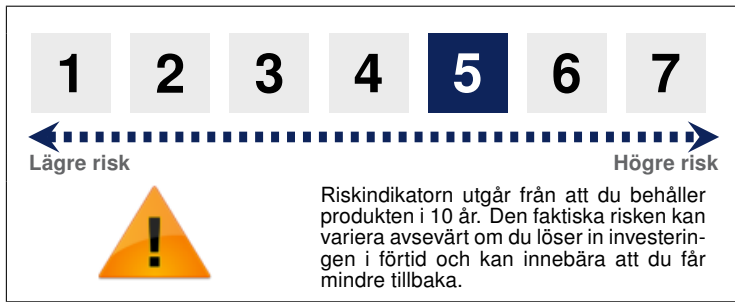 1 2 3 4 5 6 7
Lägre risk Högre risk
!
Riskindikatorn utgår från att du behåller
produkten i 10 år. Den faktiska risken kan
variera avsevärt om du löser in investerin-
gen i förtid och kan innebära att du får
mindre tillbaka.